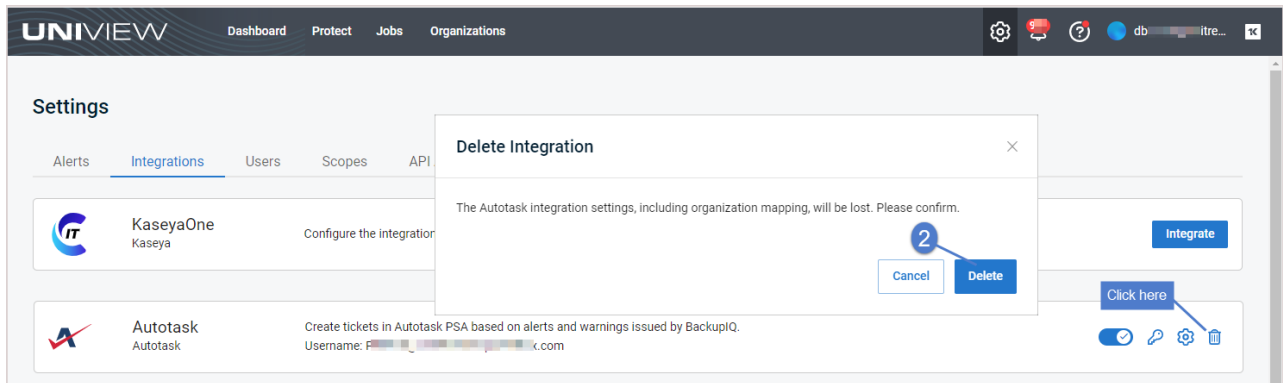 UNIVIEW Dashboard Protect Jobs Organizations
Settings
Alerts Integrations Users Scopes API
Delete Integration
The Autotask integration settings, including organization mapping, will be lost. Please confirm.
2
Cancel Delete
IT
KaseyaOne
Kaseya
Configure the integration
Integrate
Click here
Autotask
Autotask
Create tickets in Autotask PSA based on alerts and warnings issued by BackupIQ.
Username: